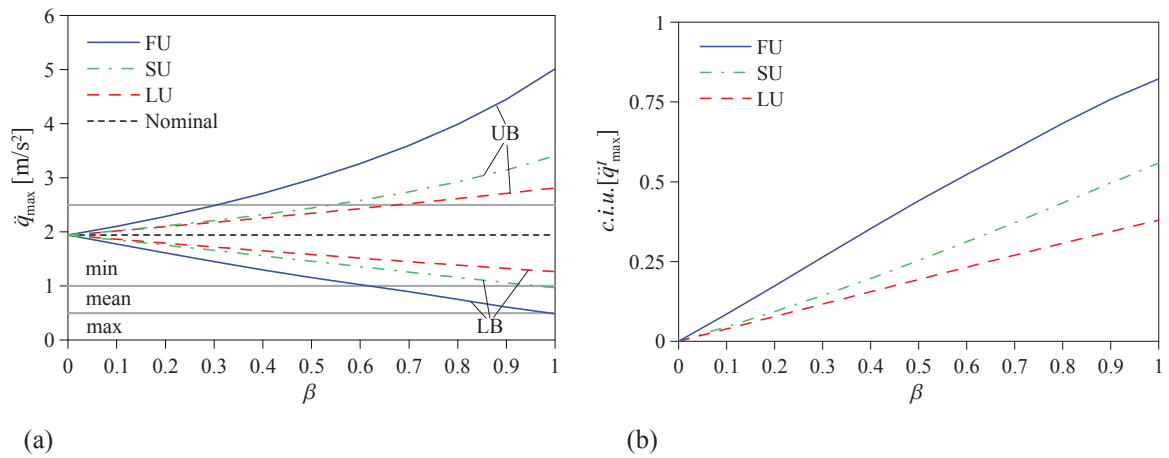 6
5
4
3
2
1
0
q̈max [m/s²]
FU
SU
LU
Nominal
UB
min
mean
max
LB
0 0.1 0.2 0.3 0.4 0.5 0.6 0.7 0.8 0.9 1
β
(a)
1
0.75
0.5
0.25
0
c.i.u.[q̈ᴵmax]
FU
SU
LU
0 0.1 0.2 0.3 0.4 0.5 0.6 0.7 0.8 0.9 1
β
(b)